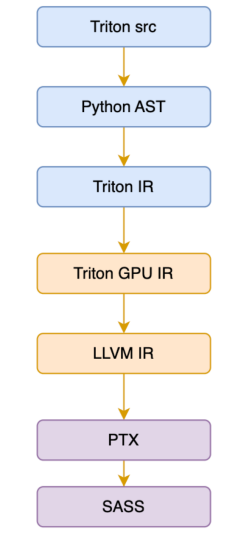 Triton src
Python AST
Triton IR
Triton GPU IR
LLVM IR
PTX
SASS